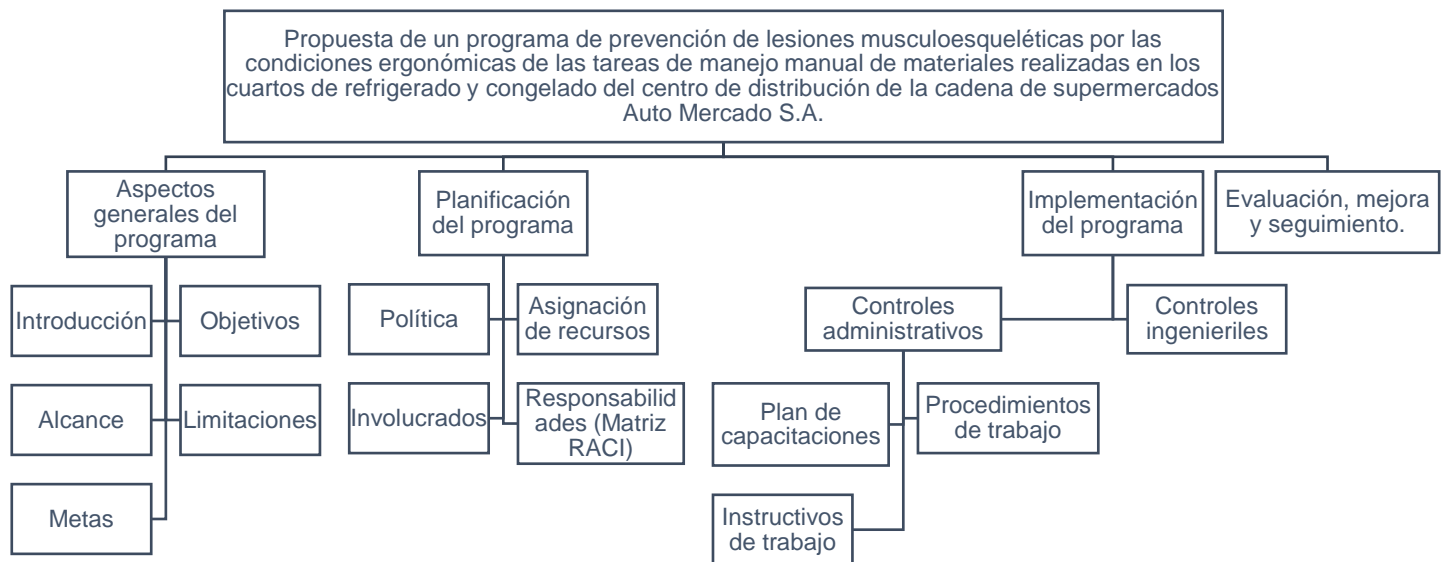 Propuesta de un programa de prevención de lesiones musculoesqueléticas por las
condiciones ergonómicas de las tareas de manejo manual de materiales realizadas en los
cuartos de refrigerado y congelado del centro de distribución de la cadena de supermercados
Auto Mercado S.A.
Aspectos
generales del
programa
Planificación
del programa
Implementación
del programa
Evaluación, mejora
y seguimiento.
Introducción
Objetivos
Alcance
Limitaciones
Metas
Política
Asignación
de recursos
Involucrados
Responsabilid
ades (Matriz
RACI)
Controles
administrativos
Controles
ingenieriles
Plan de
capacitaciones
Procedimientos
de trabajo
Instructivos
de trabajo